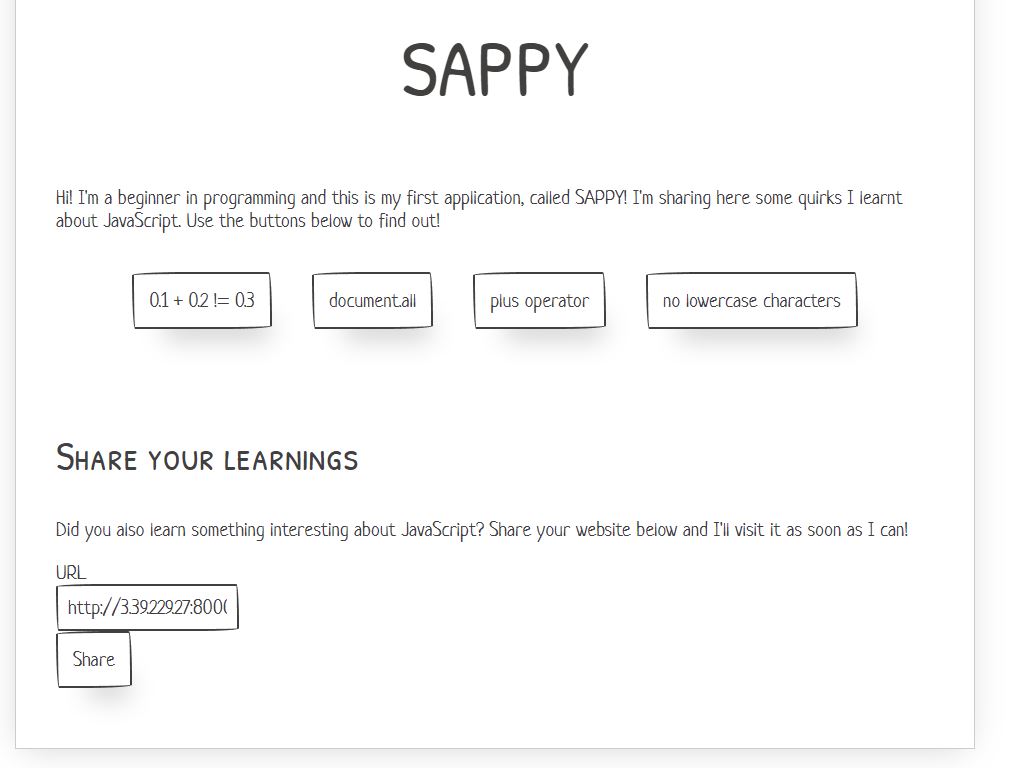 SAPPY
Hi! I'm a beginner in programming and this is my first application, called SAPPY! I'm sharing here some quirks I learnt
about JavaScript. Use the buttons below to find out!
0.1 + 0.2 != 0.3
document.all
plus operator
no lowercase characters
Share your learnings
Did you also learn something interesting about JavaScript? Share your website below and I'll visit it as soon as I can!
URL
http://3.39.229.27:800
Share